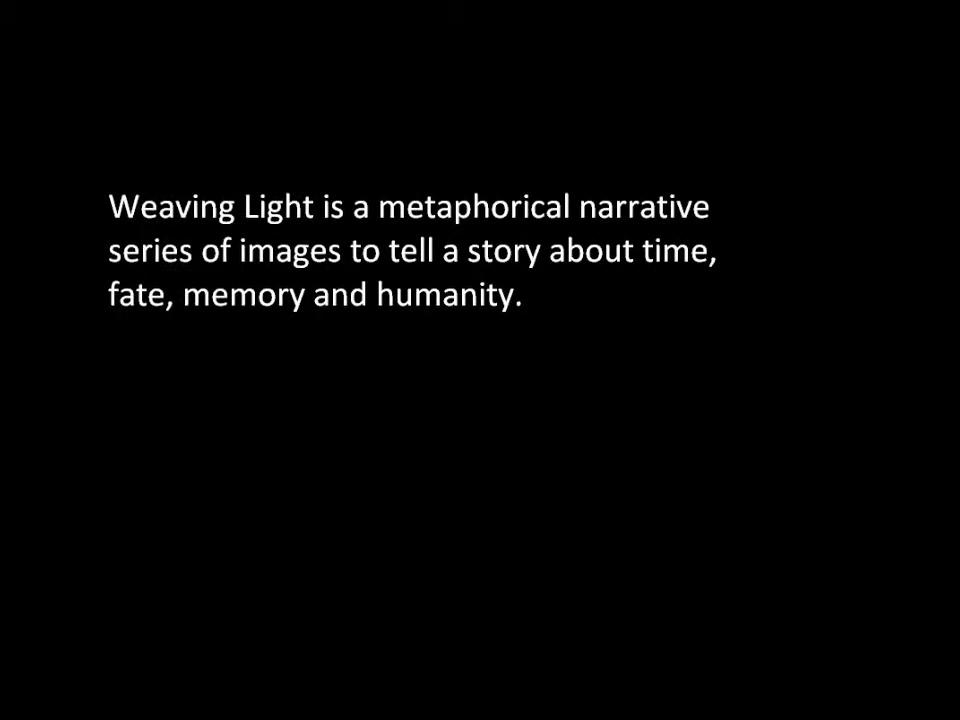 Weaving Light is a metaphorical narrative
series of images to tell a story about time,
fate, memory and humanity.